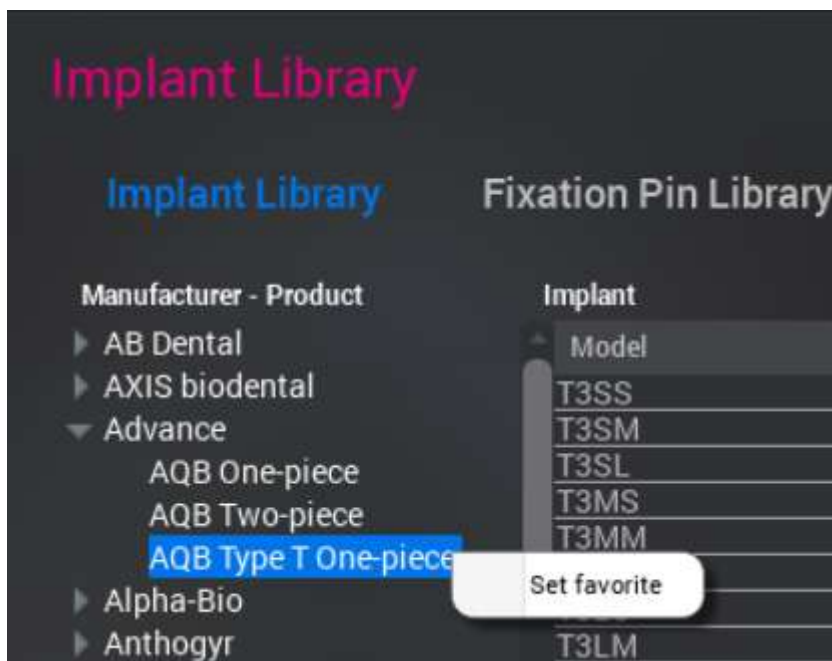 Implant Library
Implant Library
Fixation Pin Library
Manufacturer - Product
AB Dental
AXIS biodental
Advance
AQB One-piece
AQB Two-piece
AQB Type T One-piece
Alpha-Bio
Anthogyr
Implant
Model
T3SS
T3SM
T3SL
T3MS
T3MM
T3LM
Set favorite